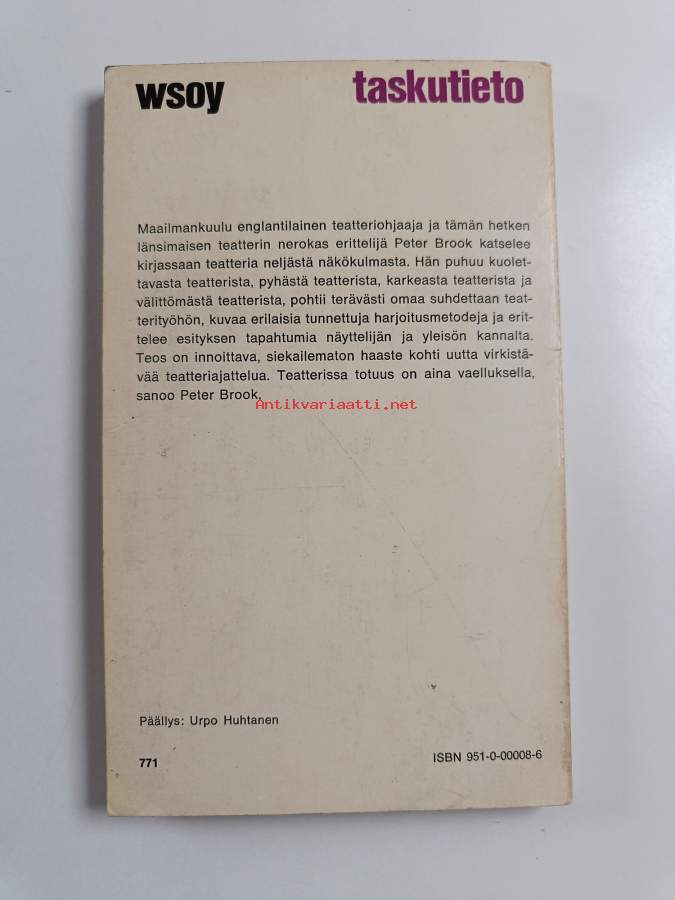 wsoy taskutieto
Maailmankuulu englantilainen teatteriohjaaja ja tämän hetken
länsimaisen teatterin nerokas erittelijä Peter Brook katselee
kirjassaan teatteria neljästä näkökulmasta. Hän puhuu kuolet-
tavasta teatterista, pyhästä teatterista, karkeasta teatterista ja
välittömästä teatterista, pohtii terävästi omaa suhdettaan teat-
terityöhön, kuvaa erilaisia tunnettuja harjoitusmetodeja ja erit-
telee esityksen tapahtumia näyttelijän ja yleisön kannalta.
Teos on innoittava, siekailematon haaste kohti uutta virkistä-
vää teatteriajattelua. Teatterissa totuus on aina vaelluksella,
sanoo Peter Brook.
Antikvariaatti.net
Päällys: Urpo Huhtanen
771 ISBN 951-0-00008-6